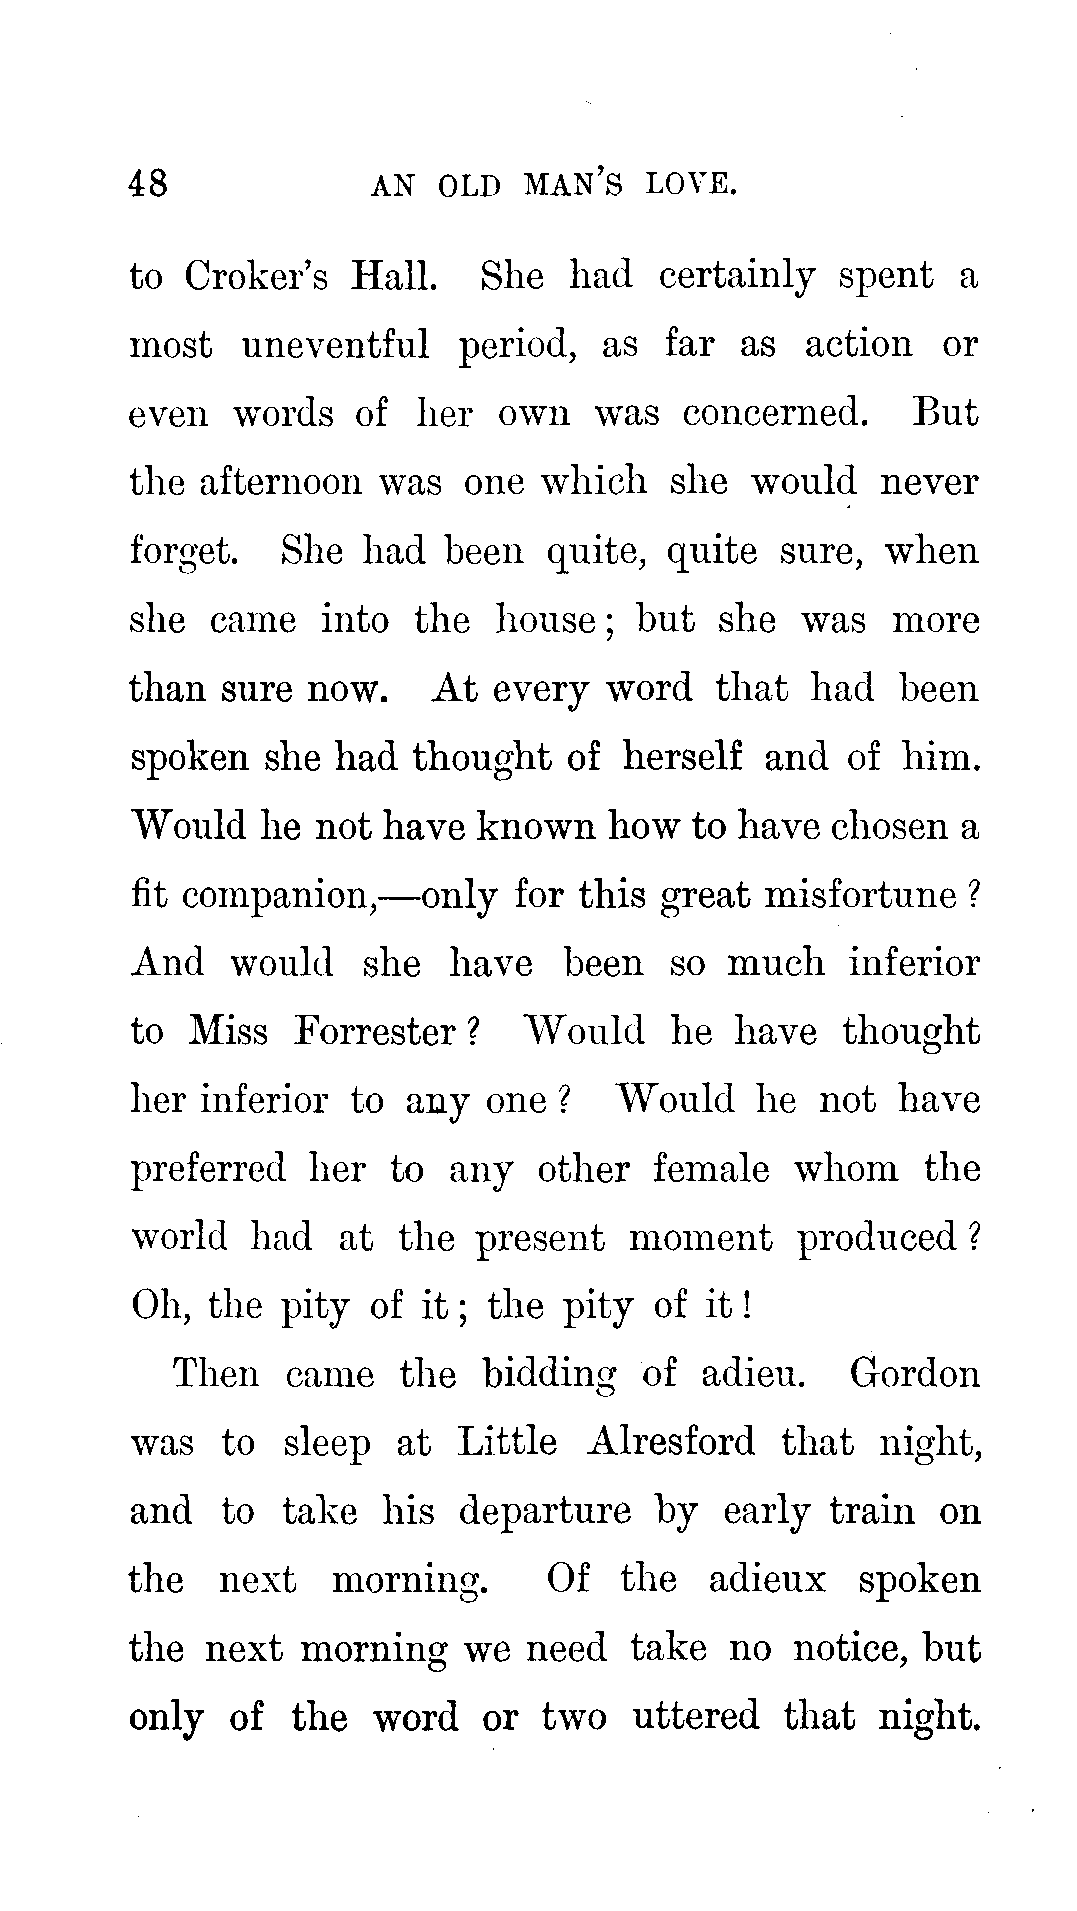 48 AN OLD MAN'S LOVE.
to Croker's Hall. She had certainly spent a
most uneventful period, as far as action or
even words of her own was concerned. But
the afternoon was one which she would never
forget. She had been quite, quite sure, when
she came into the house; but she was more
than sure now. At every word that had been
spoken she had thought of herself and of him.
Would he not have known how to have chosen a
fit companion,—only for this great misfortune?
And would she have been so much inferior
to Miss Forrester? Would he have thought
her inferior to any one? Would he not have
preferred her to any other female whom the
world had at the present moment produced?
Oh, the pity of it; the pity of it!
Then came the bidding of adieu. Gordon
was to sleep at Little Alresford that night,
and to take his departure by early train on
the next morning. Of the adieux spoken
the next morning we need take no notice, but
only of the word or two uttered that night.